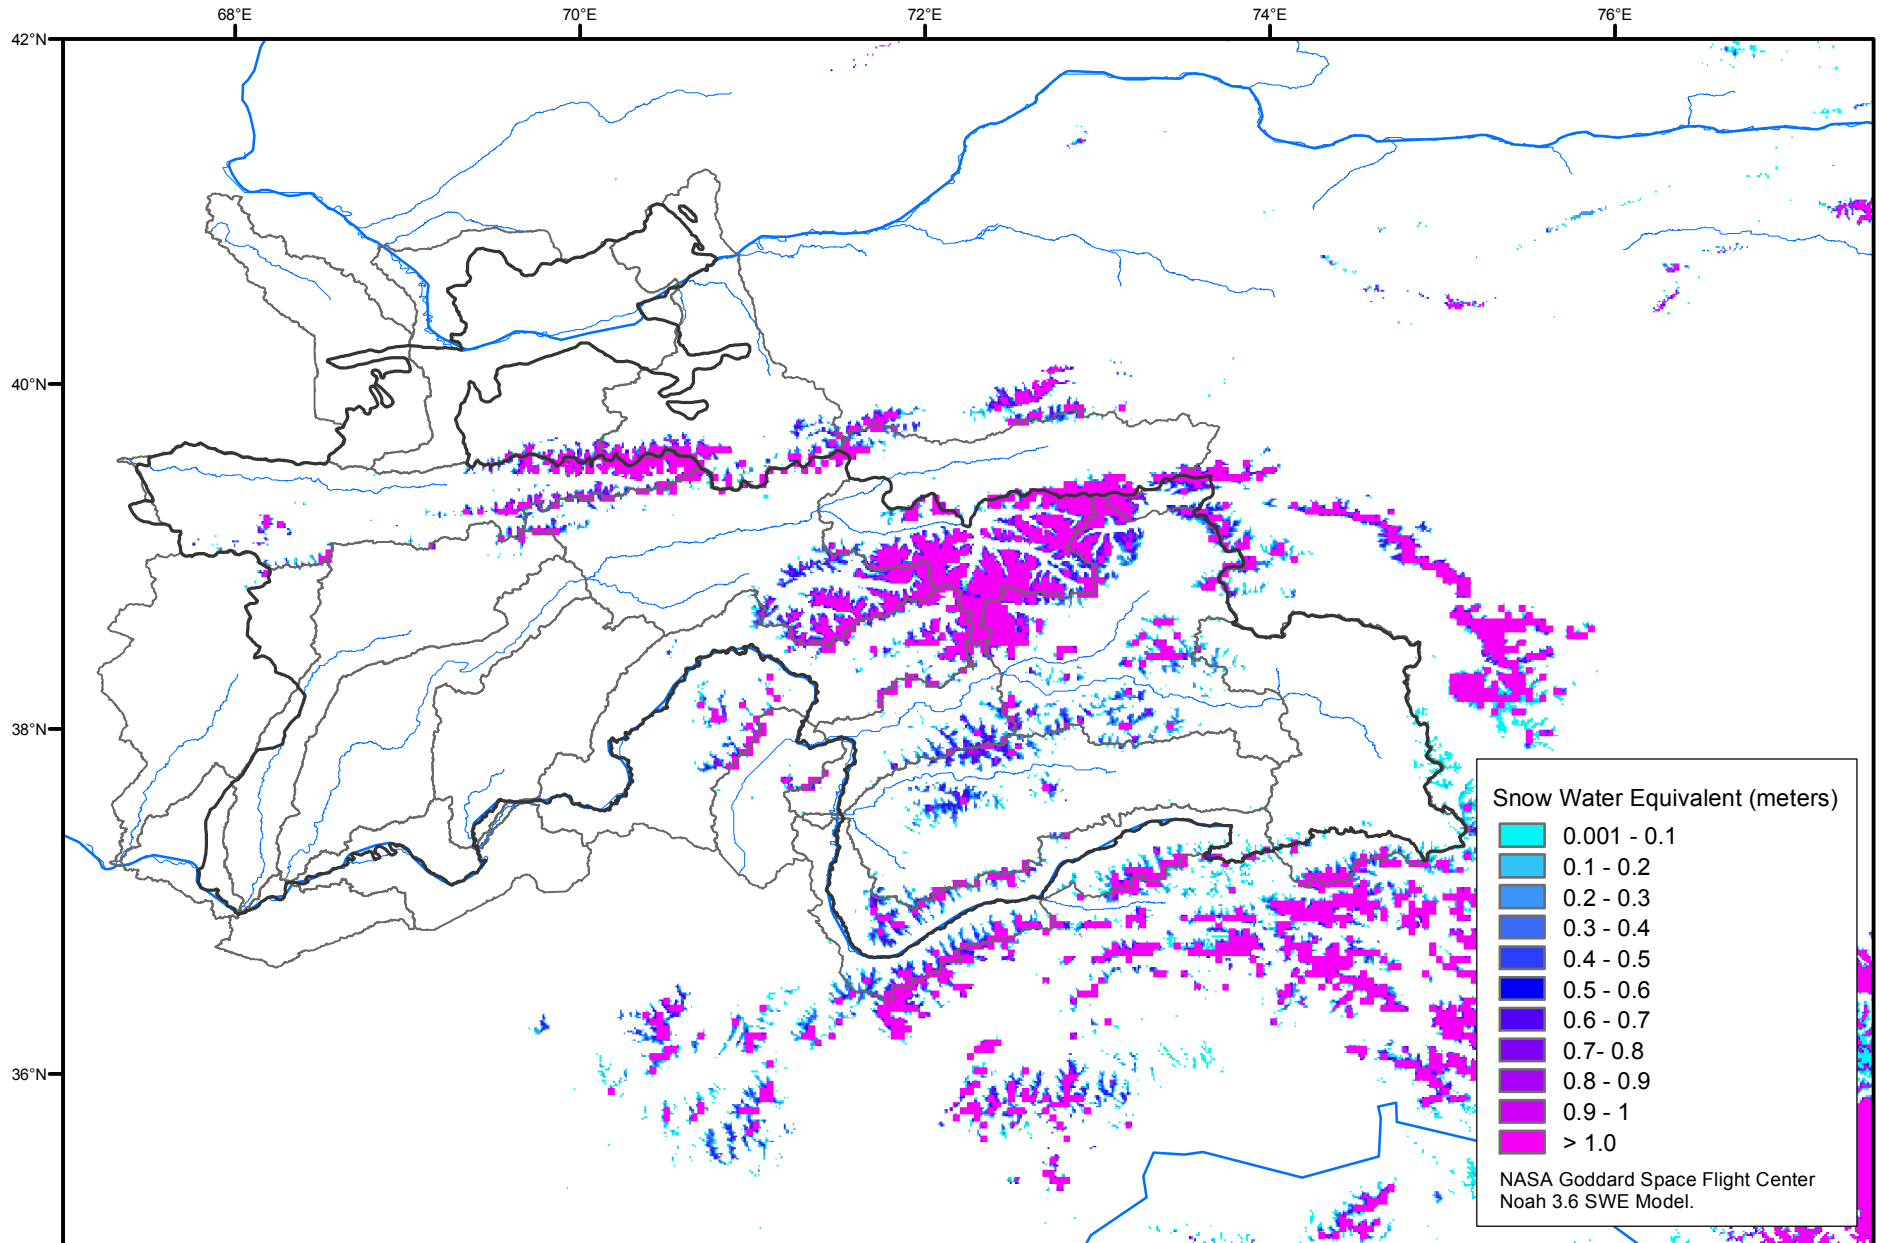 68°E
70°E
72°E
74°E
76°E
42°N
40°N
38°N
36°N
Snow Water Equivalent (meters)
0.001 - 0.1
0.1 - 0.2
0.2 - 0.3
0.3 - 0.4
0.4 - 0.5
0.5 - 0.6
0.6 - 0.7
0.7- 0.8
0.8 - 0.9
0.9 - 1
> 1.0
NASA Goddard Space Flight Center
Noah 3.6 SWE Model.